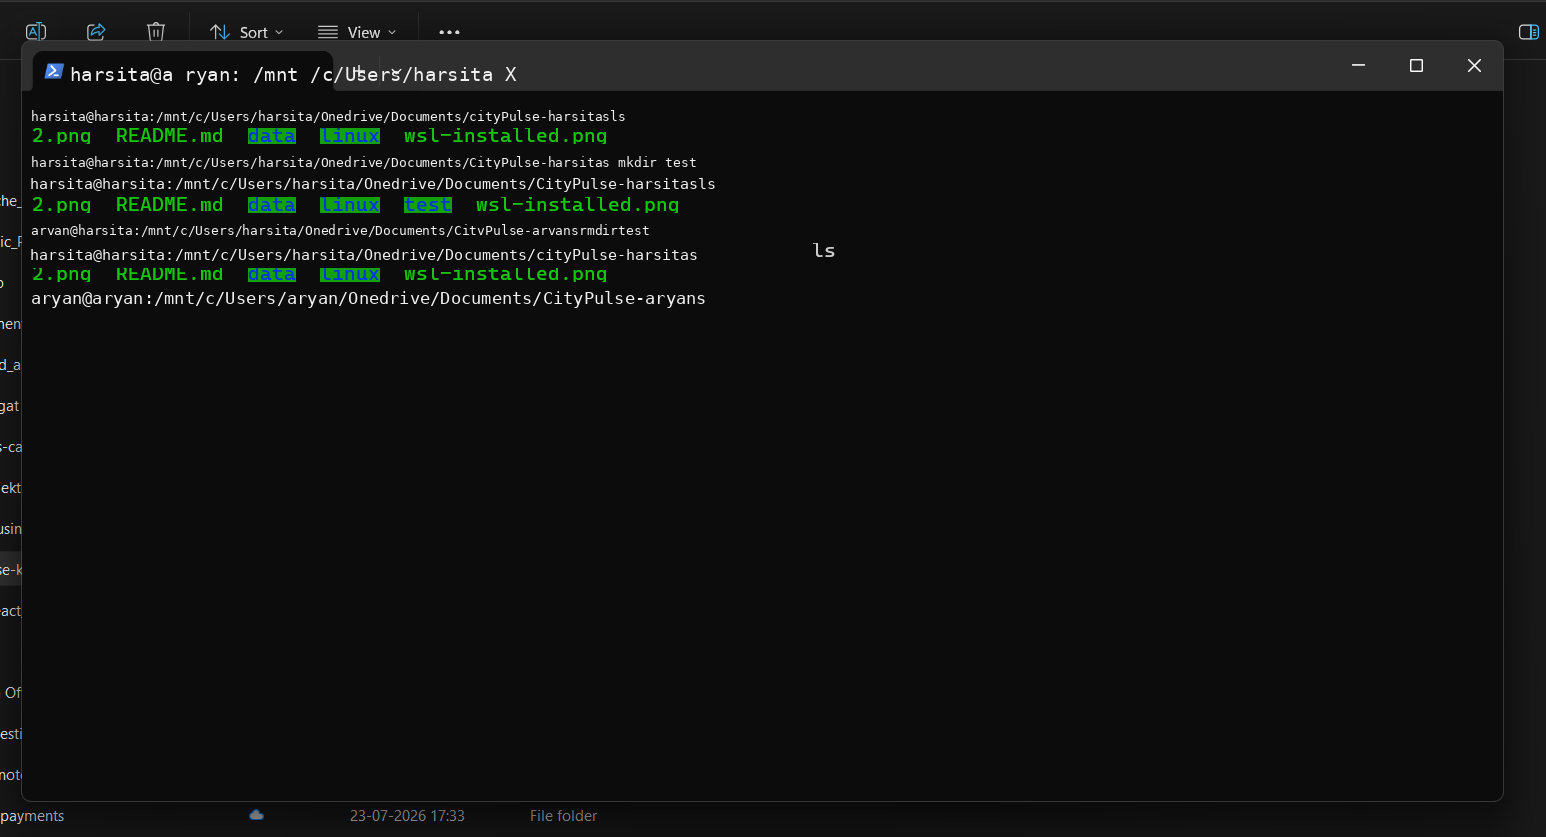 Sort View
harsita@a ryan: /mnt /c/Users/harsita X
harsita@harsita:/mnt/c/Users/harsita/Onedrive/Documents/cityPulse-harsitasls
2.png README.md data linux wsl-installed.png
harsita@harsita:/mnt/c/Users/harsita/Onedrive/Documents/CityPulse-harsitas mkdir test
harsita@harsita:/mnt/c/Users/harsita/Onedrive/Documents/CityPulse-harsitasls
2.png README.md data linux test wsl-installed.png
arvan@harsita:/mnt/c/Users/harsita/Onedrive/Documents/CitvPulse-arvansrmdirtest
harsita@harsita:/mnt/c/Users/harsita/Onedrive/Documents/cityPulse-harsitas ls
2.png README.md data linux wsl-installed.png
aryan@aryan:/mnt/c/Users/aryan/Onedrive/Documents/CityPulse-aryans
payments 23-07-2026 17:33 File folder